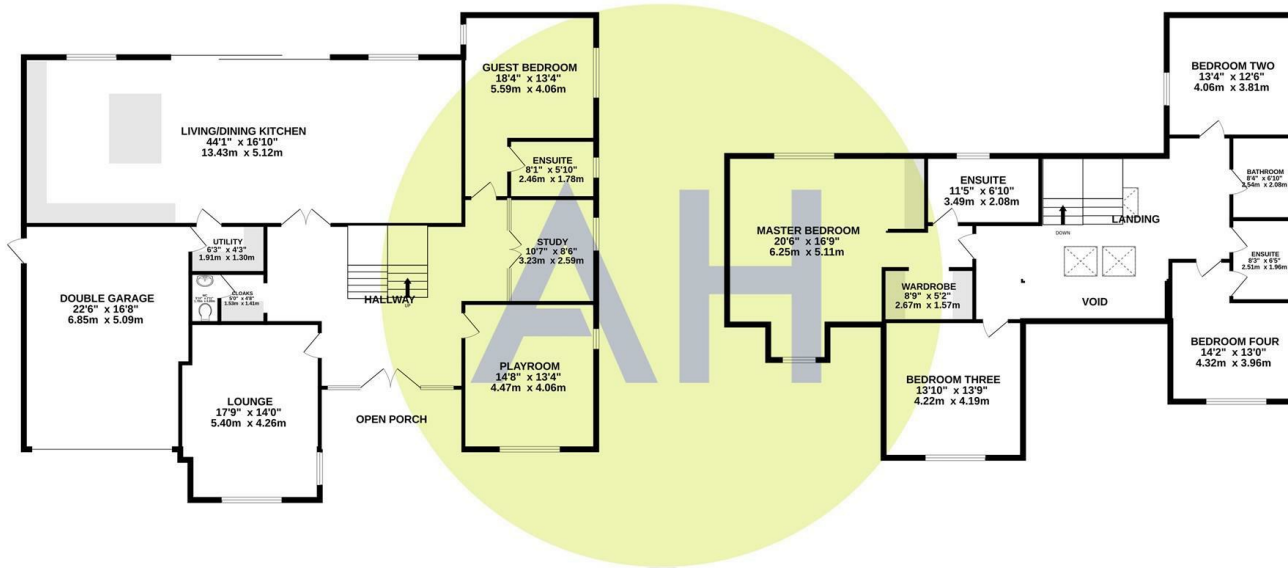 GUEST BEDROOM
18'4" x 13'4"
5.59m x 4.06m
LIVING/DINING KITCHEN
44'1" x 16'10"
13.43m x 5.12m
ENSUITE
8'1" x 5'10"
2.46m x 1.78m
UTILITY
6'3" x 4'3"
1.91m x 1.30m
STUDY
10'7" x 8'6"
3.23m x 2.59m
DOUBLE GARAGE
22'6" x 16'8"
6.85m x 5.09m
WC
CLOAKS
5'0" x 4'8"
1.53m x 1.41m
HALLWAY
UP
PLAYROOM
14'8" x 13'4"
4.47m x 4.06m
LOUNGE
17'9" x 14'0"
5.40m x 4.26m
OPEN PORCH
AH
BEDROOM TWO
13'4" x 12'6"
4.06m x 3.81m
BATHROOM
8'4" x 6'10"
2.54m x 2.08m
ENSUITE
11'5" x 6'10"
3.49m x 2.08m
LANDING
DOWN
MASTER BEDROOM
20'6" x 16'9"
6.25m x 5.11m
ENSUITE
8'3" x 6'5"
2.51m x 1.96m
WARDROBE
8'9" x 5'2"
2.67m x 1.57m
VOID
BEDROOM FOUR
14'2" x 13'0"
4.32m x 3.96m
BEDROOM THREE
13'10" x 13'9"
4.22m x 4.19m